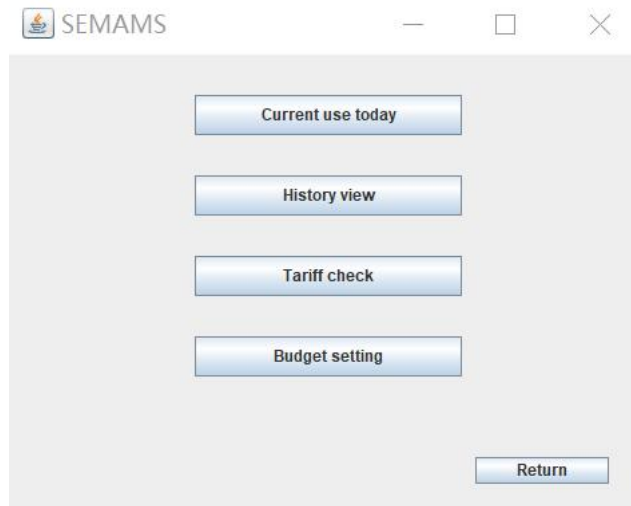 SEMAMS
Current use today
History view
Tariff check
Budget setting
Return